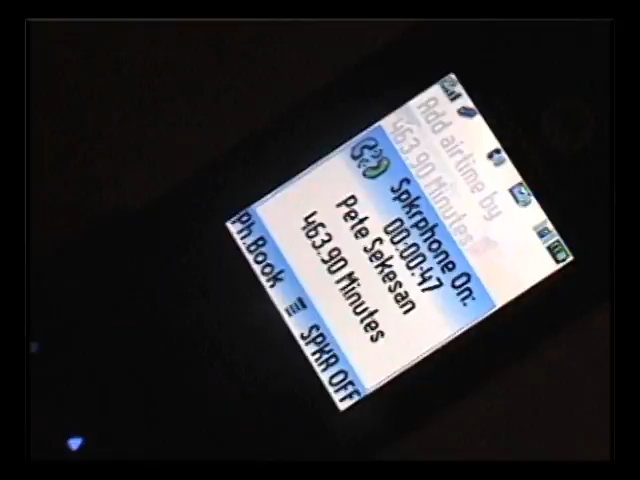 Add airtime by
463.90 Minutes
Spkrphone On:
00:00:47
Pete Sekesan
463.90 Minutes
Ph.Book
SPKR OFF